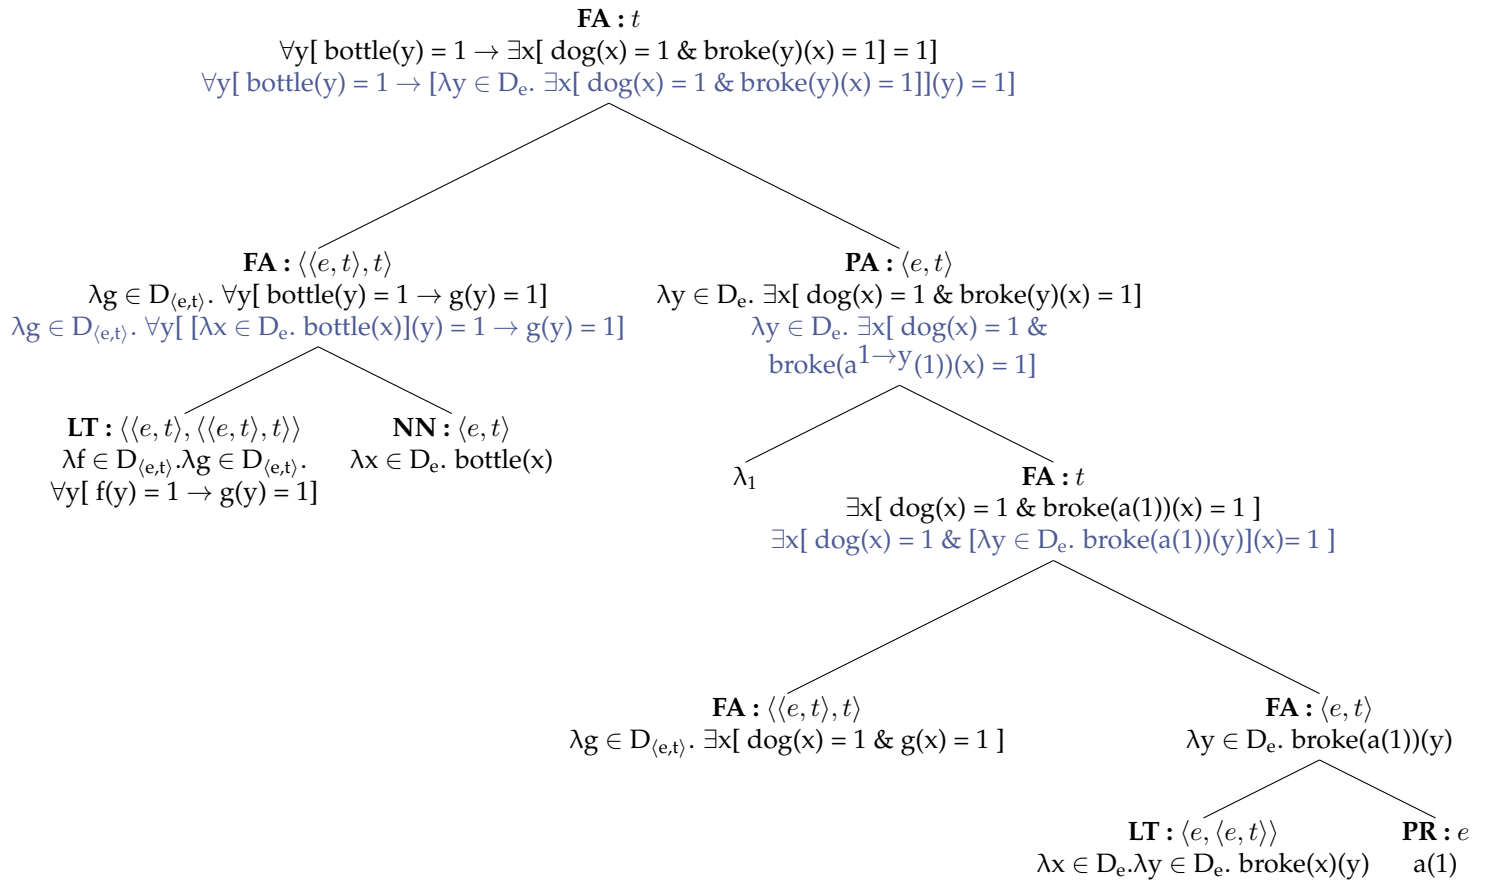 FA : t
∀y[ bottle(y) = 1 → ∃x[ dog(x) = 1 & broke(y)(x) = 1] = 1]
∀y[ bottle(y) = 1 → [λy ∈ Dₑ. ∃x[ dog(x) = 1 & broke(y)(x) = 1]](y) = 1]
FA : ⟨⟨e, t⟩, t⟩
λg ∈ D⟨e,t⟩. ∀y[ bottle(y) = 1 → g(y) = 1]
λg ∈ D⟨e,t⟩. ∀y[ [λx ∈ Dₑ. bottle(x)](y) = 1 → g(y) = 1]
PA : ⟨e, t⟩
λy ∈ Dₑ. ∃x[ dog(x) = 1 & broke(y)(x) = 1]
λy ∈ Dₑ. ∃x[ dog(x) = 1 &
broke(a1→y(1))(x) = 1]
LT : ⟨⟨e, t⟩, ⟨⟨e, t⟩, t⟩⟩
λf ∈ D⟨e,t⟩.λg ∈ D⟨e,t⟩.
∀y[ f(y) = 1 → g(y) = 1]
NN : ⟨e, t⟩
λx ∈ Dₑ. bottle(x)
λ₁
FA : t
∃x[ dog(x) = 1 & broke(a(1))(x) = 1 ]
∃x[ dog(x) = 1 & [λy ∈ Dₑ. broke(a(1))(y)](x)= 1 ]
FA : ⟨⟨e, t⟩, t⟩
λg ∈ D⟨e,t⟩. ∃x[ dog(x) = 1 & g(x) = 1 ]
FA : ⟨e, t⟩
λy ∈ Dₑ. broke(a(1))(y)
LT : ⟨e, ⟨e, t⟩⟩
λx ∈ Dₑ.λy ∈ Dₑ. broke(x)(y)
PR : e
a(1)